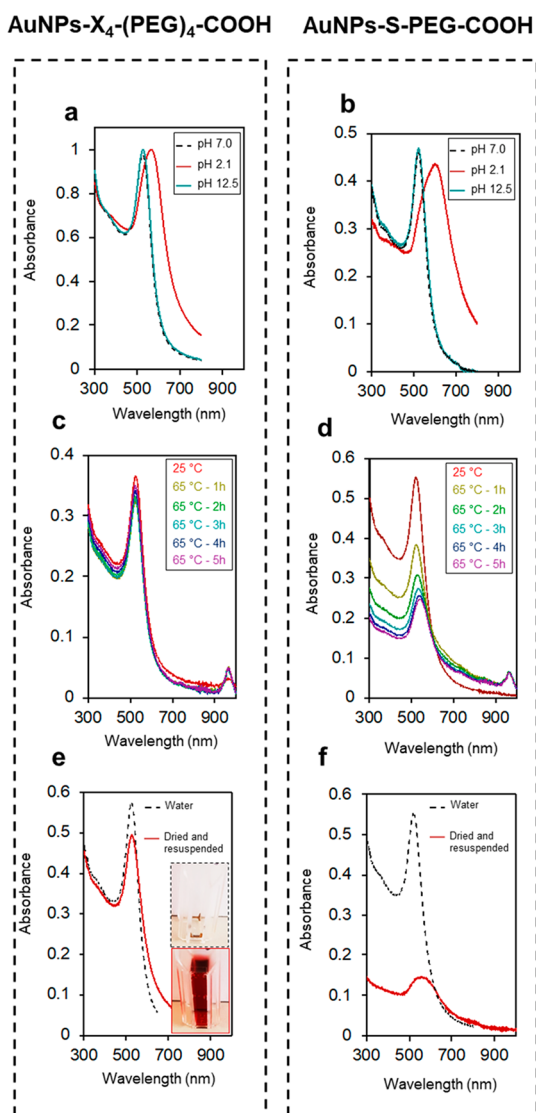 AuNPs-X4-(PEG)4-COOH
AuNPs-S-PEG-COOH
a
Absorbance
1
0.8
0.6
0.4
0.2
0
300 500 700 900
Wavelength (nm)
pH 7.0
pH 2.1
pH 12.5
b
Absorbance
0.5
0.4
0.3
0.2
0.1
0
300 500 700 900
Wavelength (nm)
pH 7.0
pH 2.1
pH 12.5
c
Absorbance
0.4
0.3
0.2
0.1
0
300 500 700 900
Wavelength (nm)
25 °C
65 °C - 1h
65 °C - 2h
65 °C - 3h
65 °C - 4h
65 °C - 5h
d
Absorbance
0.6
0.5
0.4
0.3
0.2
0.1
0
300 500 700 900
Wavelength (nm)
25 °C
65 °C - 1h
65 °C - 2h
65 °C - 3h
65 °C - 4h
65 °C - 5h
e
Absorbance
0.6
0.5
0.4
0.3
0.2
0.1
0
300 500 700 900
Wavelength (nm)
Water
Dried and
resuspended
f
Absorbance
0.6
0.5
0.4
0.3
0.2
0.1
0
300 500 700 900
Wavelength (nm)
Water
Dried and
resuspended